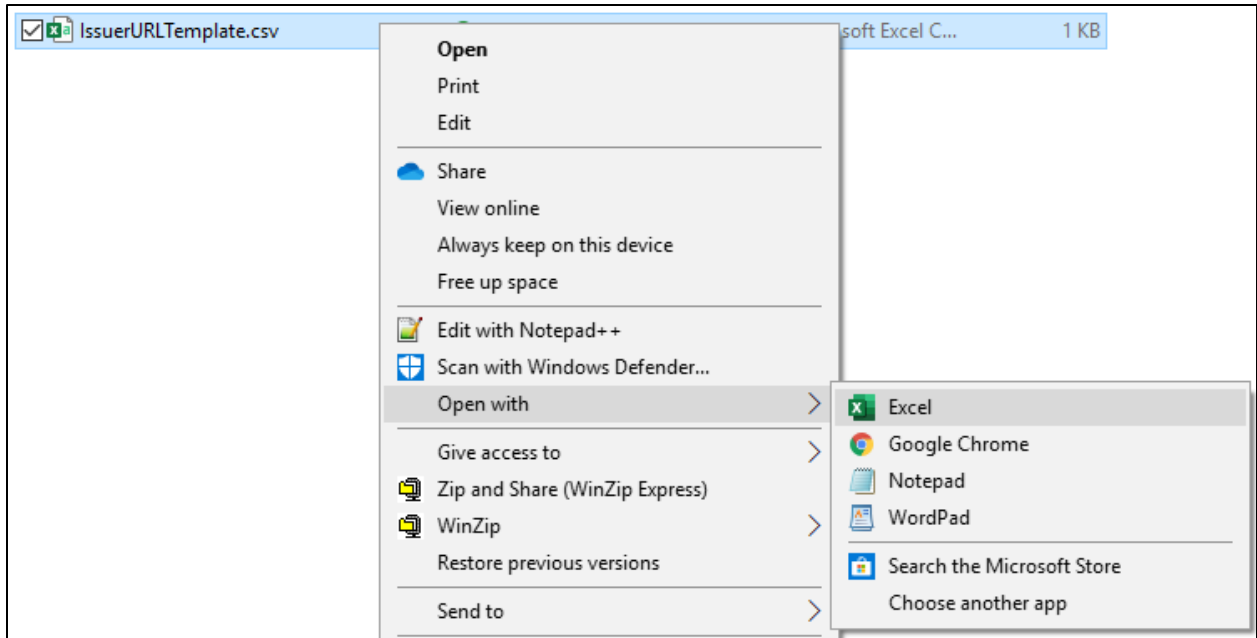 IssuerURLTemplate.csv soft Excel C... 1 KB
Open
Print
Edit
Share
View online
Always keep on this device
Free up space
Edit with Notepad++
Scan with Windows Defender...
Open with
Give access to
Zip and Share (WinZip Express)
WinZip
Restore previous versions
Send to
Excel
Google Chrome
Notepad
WordPad
Search the Microsoft Store
Choose another app